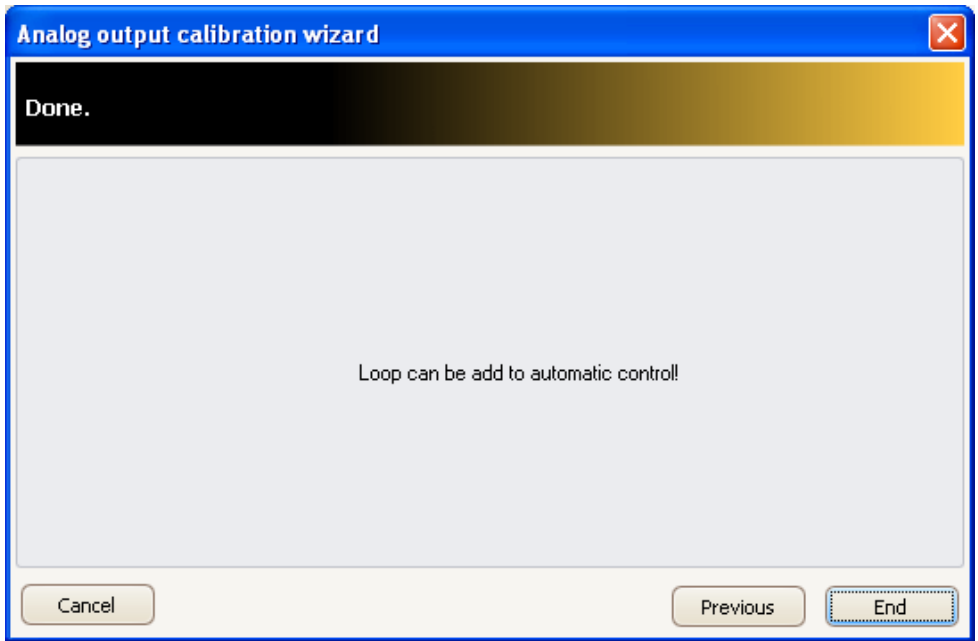 Analog output calibration wizard
Done.
Loop can be add to automatic control!
Cancel
Previous
End